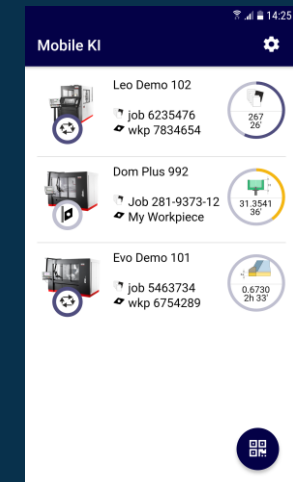 14:25
Mobile KI
Leo Demo 102
job 6235476
wkp 7834654
267
26'
Dom Plus 992
Job 281-9373-12
My Workpiece
31.3541
36'
Evo Demo 101
job 5463734
wkp 6754289
0.6730
2h 33'